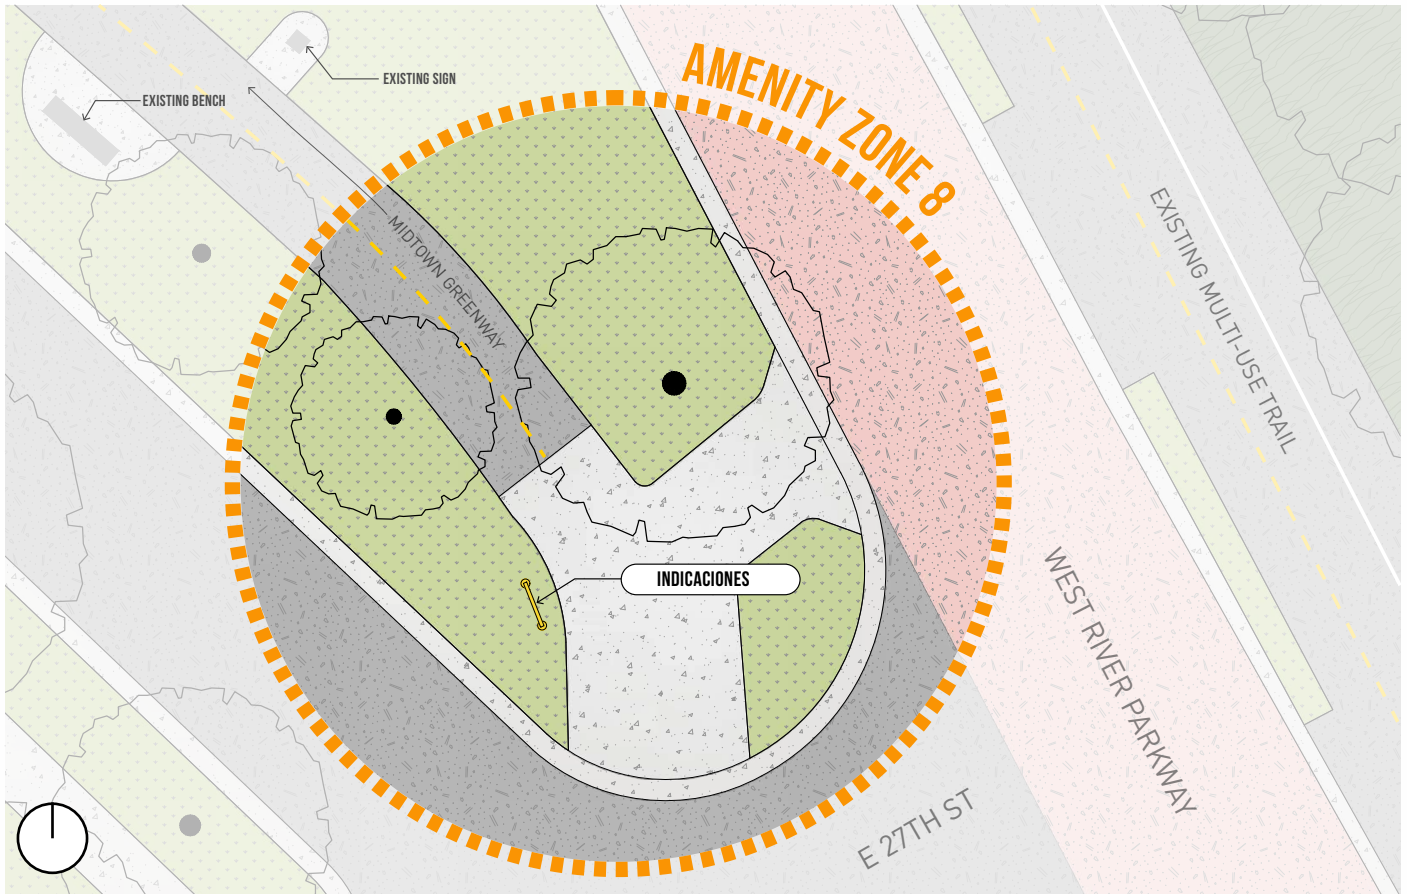 AMENITY ZONE 8
EXISTING SIGN
EXISTING BENCH
MIDTOWN GREENWAY
EXISTING MULTI-USE TRAIL
INDICACIONES
WEST RIVER PARKWAY
E 27TH ST